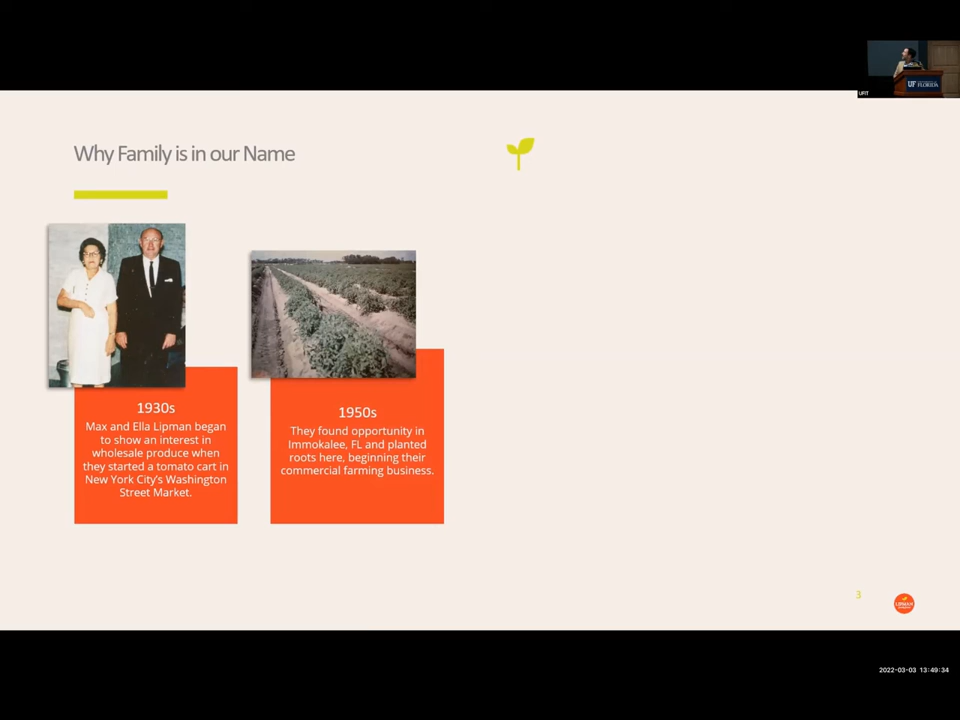 UF FLORIDA
UFIT
Why Family is in our Name
1930s
Max and Ella Lipman began
to show an interest in
wholesale produce when
they started a tomato cart in
New York City's Washington
Street Market.
1950s
They found opportunity in
Immokalee, FL and planted
roots here, beginning their
commercial farming business.
3
LIPMAN
2022-03-03 13:49:34